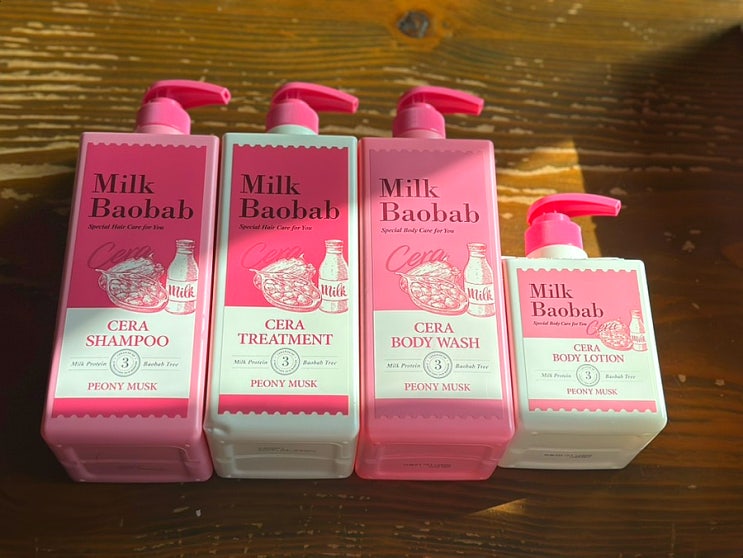 Milk
Baobab
Special Hair Care for You
Cera
Milk
CERA
SHAMPOO
Milk Protein 3 Baobab Tree
PEONY MUSK
Milk
Baobab
Special Hair Care for You
Cera
Milk
CERA
TREATMENT
Milk Protein 3 Baobab Tree
PEONY MUSK
Milk
Baobab
Special Body Care for You
Cera
Milk
CERA
BODY WASH
Milk Protein 3 Baobab Tree
PEONY MUSK
Milk
Baobab
Special Body Care for You
Cera
Milk
CERA
BODY LOTION
Milk Protein 3 Baobab Tree
PEONY MUSK